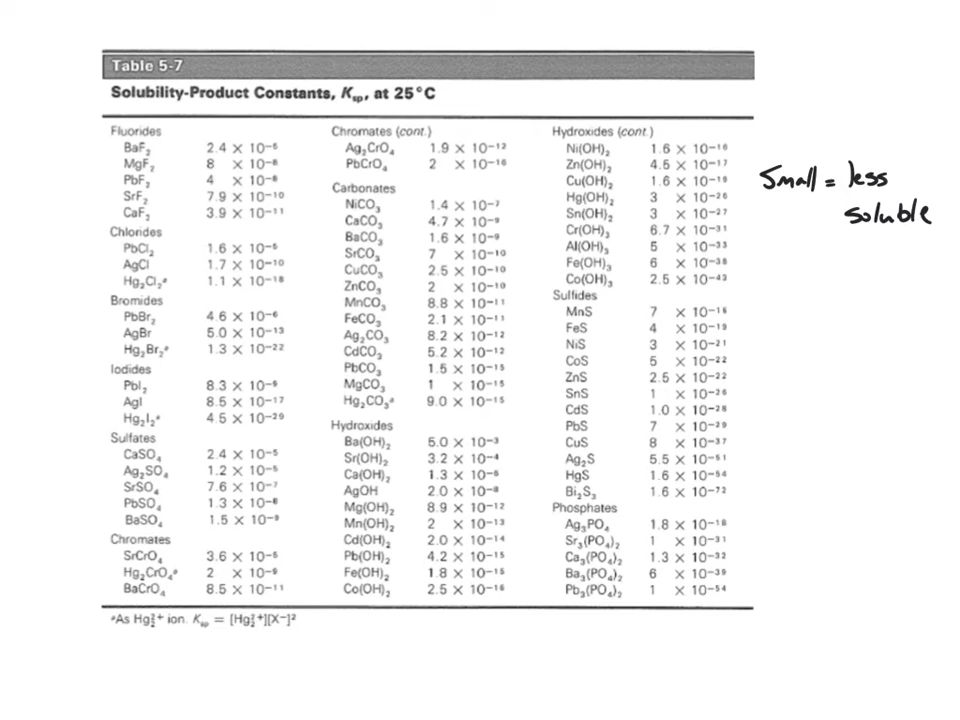 Table 5-7
Solubility-Product Constants, Kₛₚ, at 25°C
Fluorides
BaF₂ 2.4 × 10⁻⁵
MgF₂ 8 × 10⁻⁸
PbF₂ 4 × 10⁻⁸
SrF₂ 7.9 × 10⁻¹⁰
CaF₂ 3.9 × 10⁻¹¹
Chlorides
PbCl₂ 1.6 × 10⁻⁵
AgCl 1.7 × 10⁻¹⁰
Hg₂Cl₂ᵃ 1.1 × 10⁻¹⁸
Bromides
PbBr₂ 4.6 × 10⁻⁶
AgBr 5.0 × 10⁻¹³
Hg₂Br₂ᵃ 1.3 × 10⁻²²
Iodides
PbI₂ 8.3 × 10⁻⁹
AgI 8.5 × 10⁻¹⁷
Hg₂I₂ᵃ 4.5 × 10⁻²⁹
Sulfates
CaSO₄ 2.4 × 10⁻⁵
Ag₂SO₄ 1.2 × 10⁻⁵
SrSO₄ 7.6 × 10⁻⁷
PbSO₄ 1.3 × 10⁻⁸
BaSO₄ 1.5 × 10⁻⁹
Chromates
SrCrO₄ 3.6 × 10⁻⁵
Hg₂CrO₄ᵃ 2 × 10⁻⁹
BaCrO₄ 8.5 × 10⁻¹¹
Chromates (cont.)
Ag₂CrO₄ 1.9 × 10⁻¹²
PbCrO₄ 2 × 10⁻¹⁶
Carbonates
NiCO₃ 1.4 × 10⁻⁷
CaCO₃ 4.7 × 10⁻⁹
BaCO₃ 1.6 × 10⁻⁹
SrCO₃ 7 × 10⁻¹⁰
CuCO₃ 2.5 × 10⁻¹⁰
ZnCO₃ 2 × 10⁻¹⁰
MnCO₃ 8.8 × 10⁻¹¹
FeCO₃ 2.1 × 10⁻¹¹
Ag₂CO₃ 8.2 × 10⁻¹²
CdCO₃ 5.2 × 10⁻¹²
PbCO₃ 1.5 × 10⁻¹⁵
MgCO₃ 1 × 10⁻¹⁵
Hg₂CO₃ᵃ 9.0 × 10⁻¹⁵
Hydroxides
Ba(OH)₂ 5.0 × 10⁻³
Sr(OH)₂ 3.2 × 10⁻⁴
Ca(OH)₂ 1.3 × 10⁻⁶
AgOH 2.0 × 10⁻⁸
Mg(OH)₂ 8.9 × 10⁻¹²
Mn(OH)₂ 2 × 10⁻¹³
Cd(OH)₂ 2.0 × 10⁻¹⁴
Pb(OH)₂ 4.2 × 10⁻¹⁵
Fe(OH)₂ 1.8 × 10⁻¹⁵
Co(OH)₂ 2.5 × 10⁻¹⁶
Hydroxides (cont.)
Ni(OH)₂ 1.6 × 10⁻¹⁶
Zn(OH)₂ 4.5 × 10⁻¹⁷
Cu(OH)₂ 1.6 × 10⁻¹⁹
Hg(OH)₂ 3 × 10⁻²⁶
Sn(OH)₂ 3 × 10⁻²⁷
Cr(OH)₃ 6.7 × 10⁻³¹
Al(OH)₃ 5 × 10⁻³³
Fe(OH)₃ 6 × 10⁻³⁸
Co(OH)₃ 2.5 × 10⁻⁴³
Sulfides
MnS 7 × 10⁻¹⁶
FeS 4 × 10⁻¹⁹
NiS 3 × 10⁻²¹
CoS 5 × 10⁻²²
ZnS 2.5 × 10⁻²²
SnS 1 × 10⁻²⁶
CdS 1.0 × 10⁻²⁸
PbS 7 × 10⁻²⁹
CuS 8 × 10⁻³⁷
Ag₂S 5.5 × 10⁻⁵¹
HgS 1.6 × 10⁻⁵⁴
Bi₂S₃ 1.6 × 10⁻⁷²
Phosphates
Ag₃PO₄ 1.8 × 10⁻¹⁸
Sr₃(PO₄)₂ 1 × 10⁻³¹
Ca₃(PO₄)₂ 1.3 × 10⁻³²
Ba₃(PO₄)₂ 6 × 10⁻³⁹
Pb₃(PO₄)₂ 1 × 10⁻⁵⁴
ᵃAs Hg₂²⁺ ion. Kₛₚ = [Hg₂²⁺][X⁻]²
Small = less
soluble